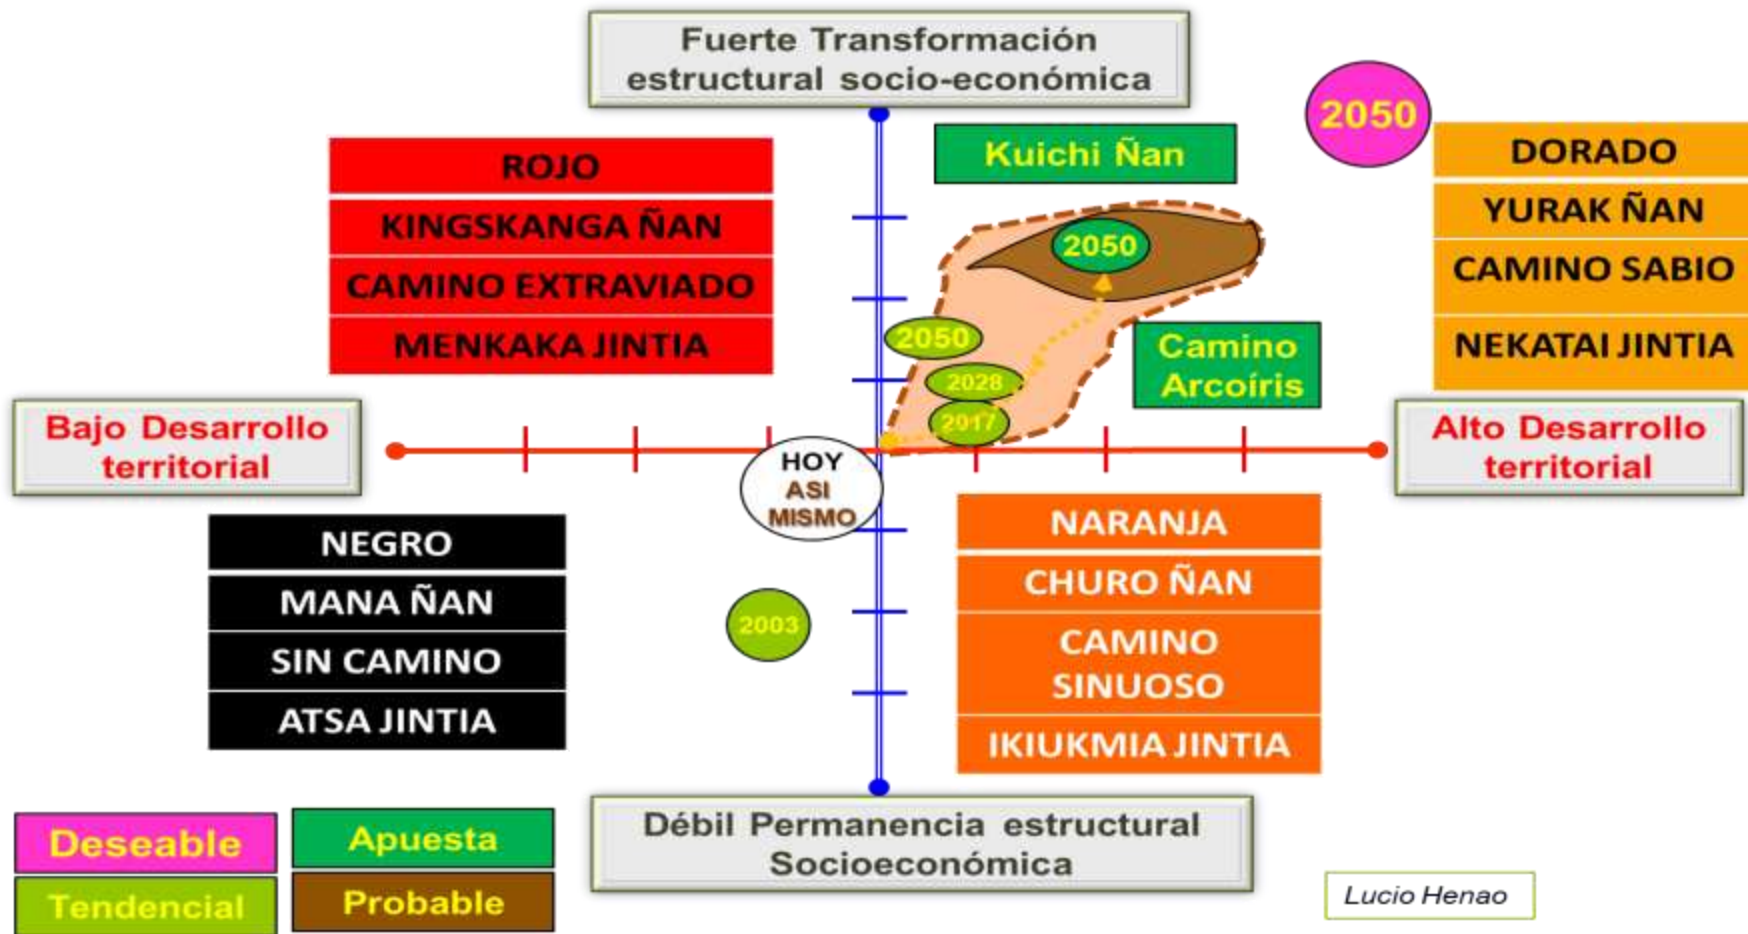 Fuerte Transformación
estructural socio-económica
2050
Kuichi Ñan
ROJO
KINGSKANGA ÑAN
CAMINO EXTRAVIADO
MENKAKA JINTIA
DORADO
YURAK ÑAN
CAMINO SABIO
NEKATAI JINTIA
2050
2050
2028
2017
Camino
Arcoíris
Bajo Desarrollo
territorial
Alto Desarrollo
territorial
HOY
ASI
MISMO
NEGRO
MANA ÑAN
SIN CAMINO
ATSA JINTIA
2003
NARANJA
CHURO ÑAN
CAMINO
SINUOSO
IKIUKMIA JINTIA
Débil Permanencia estructural
Socioeconómica
Deseable
Apuesta
Tendencial
Probable
Lucio Henao